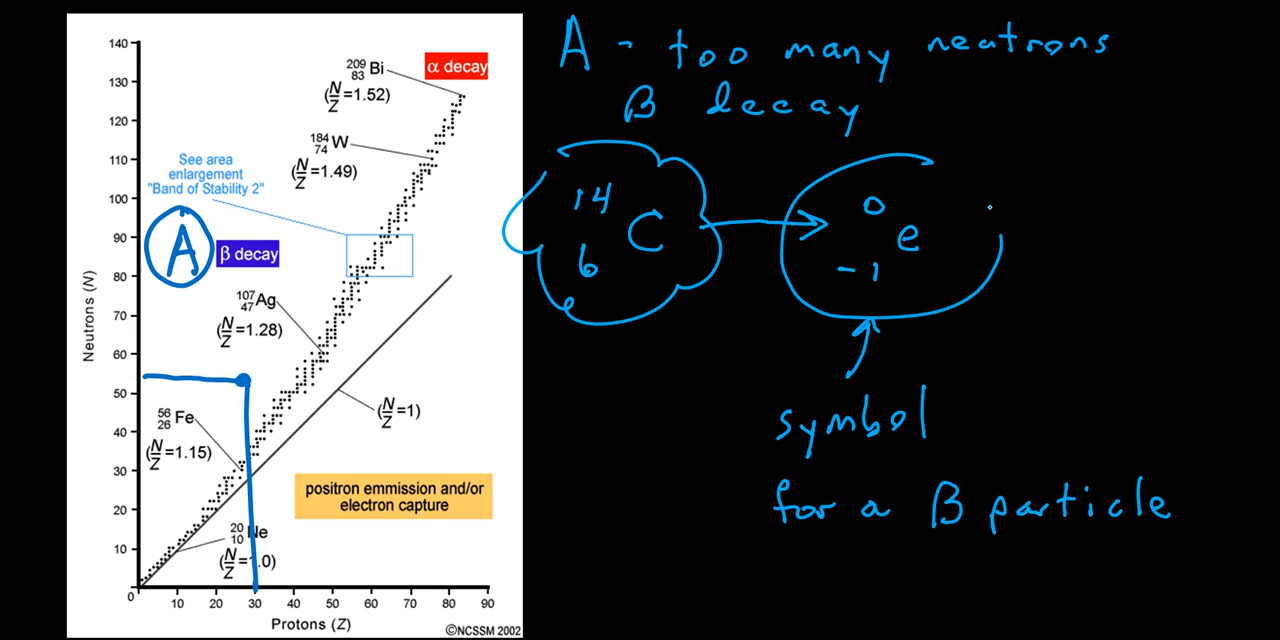 140
130
120
110
100
90
80
70
60
50
40
30
20
10
0
10 20 30 40 50 60 70 80 90
Neutrons (N)
Protons (Z)
©NCSSM 2002
α decay
209
83 Bi
(N/Z =1.52)
184
74 W
(N/Z =1.49)
See area
enlargement
"Band of Stability 2"
A
β decay
107
47 Ag
(N/Z =1.28)
(N/Z =1)
56
26 Fe
(N/Z =1.15)
positron emmission and/or
electron capture
20
10 Ne
(N/Z =1.0)
A - too many neutrons
β decay
14
6 C
0
-1 e
symbol
for a β particle